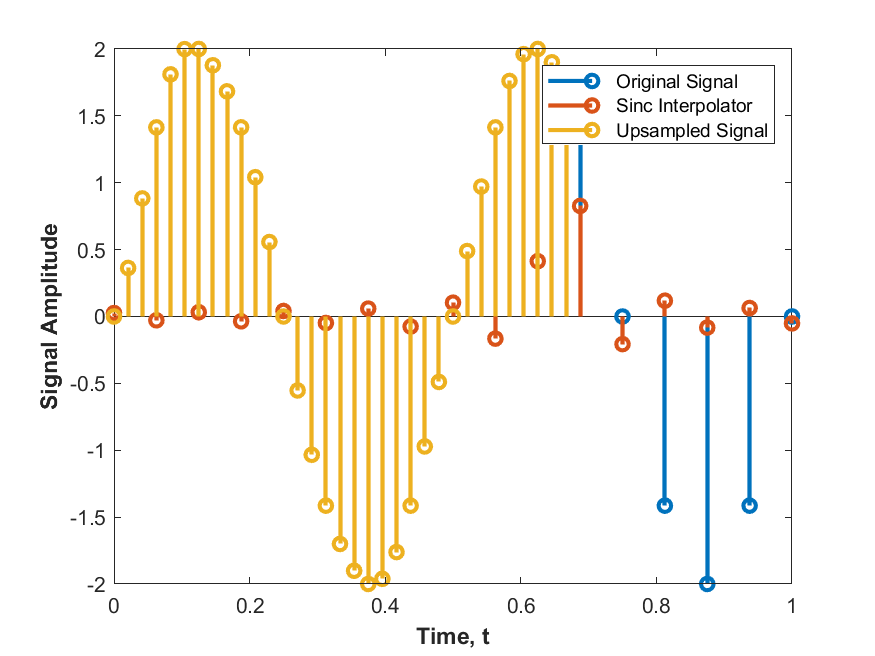 2
1.5
1
0.5
0
-0.5
-1
-1.5
-2
Signal Amplitude
Original Signal
Sinc Interpolator
Upsampled Signal
0 0.2 0.4 0.6 0.8 1
Time, t